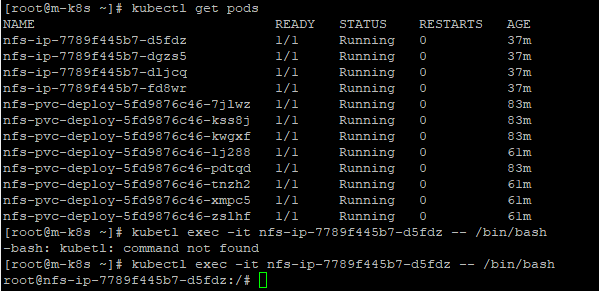 [root@m-k8s ~]# kubectl get pods
NAME READY STATUS RESTARTS AGE
nfs-ip-7789f445b7-d5fdz 1/1 Running 0 37m
nfs-ip-7789f445b7-dgzs5 1/1 Running 0 37m
nfs-ip-7789f445b7-dljcq 1/1 Running 0 37m
nfs-ip-7789f445b7-fd8wr 1/1 Running 0 37m
nfs-pvc-deploy-5fd9876c46-7jlwz 1/1 Running 0 83m
nfs-pvc-deploy-5fd9876c46-kss8j 1/1 Running 0 83m
nfs-pvc-deploy-5fd9876c46-kwgxf 1/1 Running 0 83m
nfs-pvc-deploy-5fd9876c46-lj288 1/1 Running 0 61m
nfs-pvc-deploy-5fd9876c46-pdtqd 1/1 Running 0 83m
nfs-pvc-deploy-5fd9876c46-tnzh2 1/1 Running 0 61m
nfs-pvc-deploy-5fd9876c46-xmpc5 1/1 Running 0 61m
nfs-pvc-deploy-5fd9876c46-zslhf 1/1 Running 0 61m
[root@m-k8s ~]# kubetl exec -it nfs-ip-7789f445b7-d5fdz -- /bin/bash
-bash: kubetl: command not found
[root@m-k8s ~]# kubectl exec -it nfs-ip-7789f445b7-d5fdz -- /bin/bash
root@nfs-ip-7789f445b7-d5fdz:/#